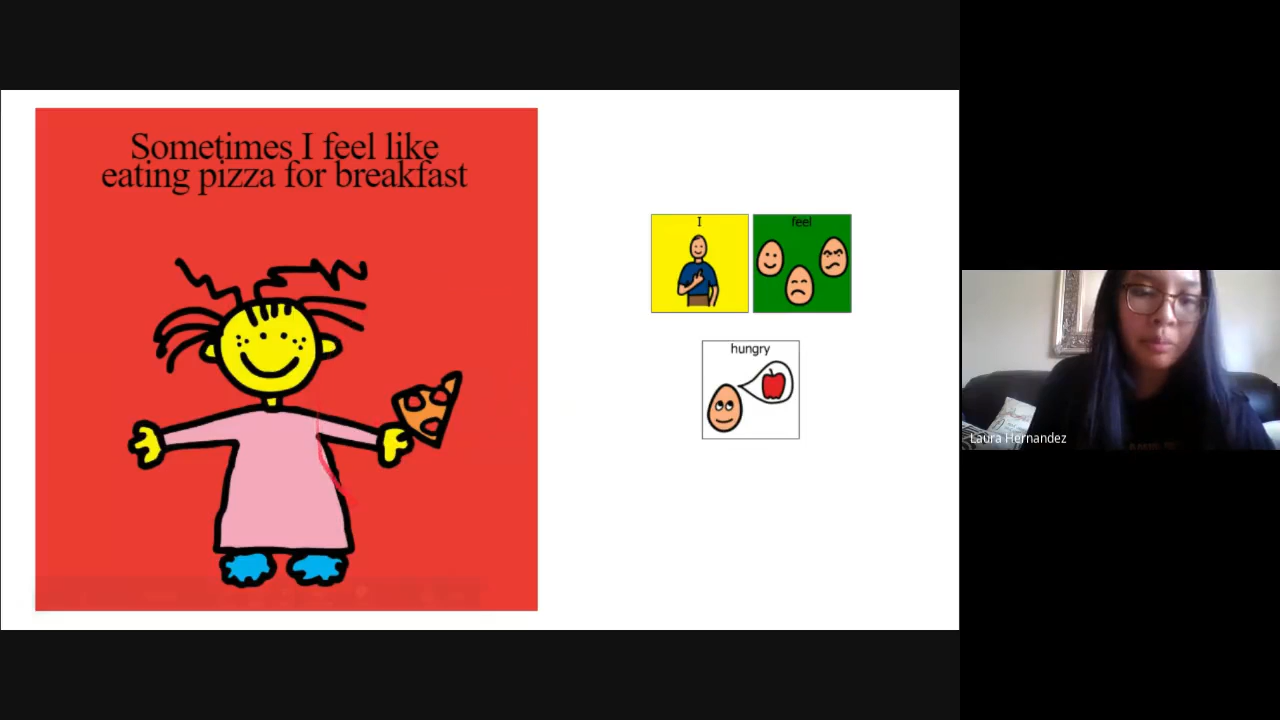 Sometimes I feel like
eating pizza for breakfast
I
feel
hungry
Laura Hernandez